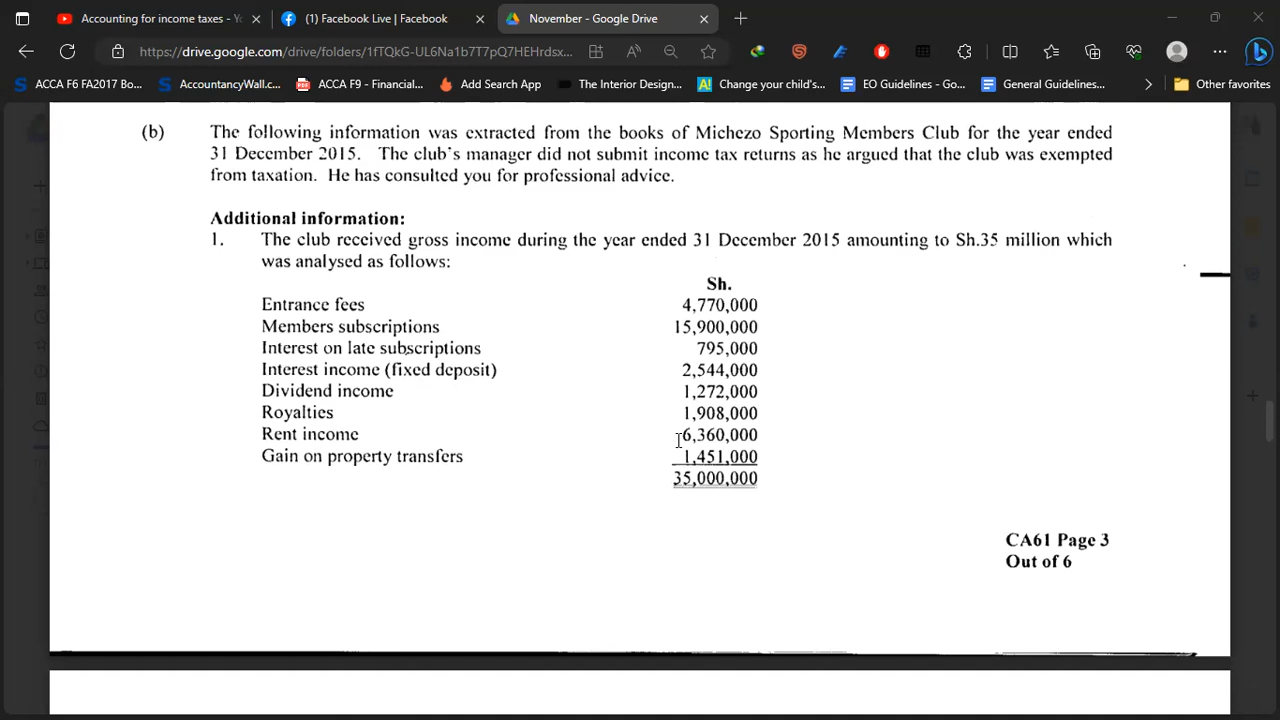 Accounting for income taxes - Yo
(1) Facebook Live | Facebook
November - Google Drive
https://drive.google.com/drive/folders/1fTQkG-UL6Na1b7T7pQ7HEHrdsx...
ACCA F6 FA2017 Bo...
AccountancyWall.c...
ACCA F9 - Financial...
Add Search App
The Interior Design...
A! Change your child's...
EO Guidelines - Go...
General Guidelines...
Other favorites
(b) The following information was extracted from the books of Michezo Sporting Members Club for the year ended
31 December 2015. The club's manager did not submit income tax returns as he argued that the club was exempted
from taxation. He has consulted you for professional advice.
Additional information:
1. The club received gross income during the year ended 31 December 2015 amounting to Sh.35 million which
was analysed as follows:
Sh.
Entrance fees 4,770,000
Members subscriptions 15,900,000
Interest on late subscriptions 795,000
Interest income (fixed deposit) 2,544,000
Dividend income 1,272,000
Royalties 1,908,000
Rent income 6,360,000
Gain on property transfers 1,451,000
35,000,000
CA61 Page 3
Out of 6